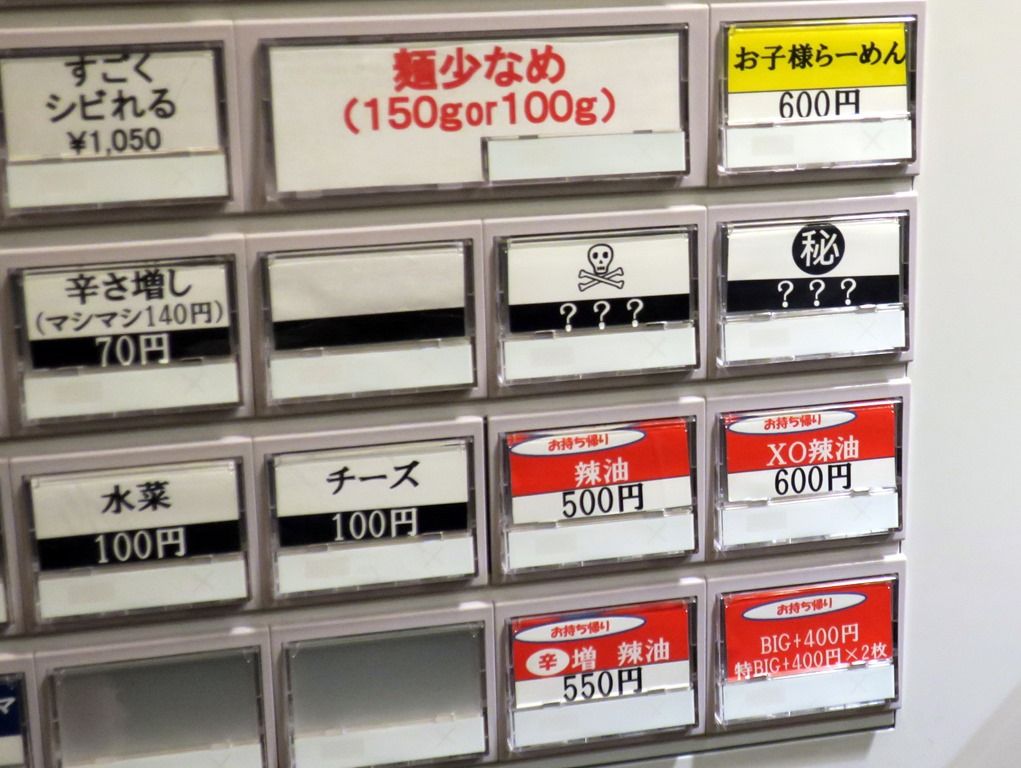 すごく
シビれる
¥1,050
麺少なめ
(150gor100g)
お子様らーめん
600円
辛さ増し
(マシマシ140円)
70円
???
㊙
???
水菜
100円
チーズ
100円
お持ち帰り
辣油
500円
お持ち帰り
XO辣油
600円
マ
お持ち帰り
辛増 辣油
550円
お持ち帰り
BIG+400円
特BIG+400円×2枚